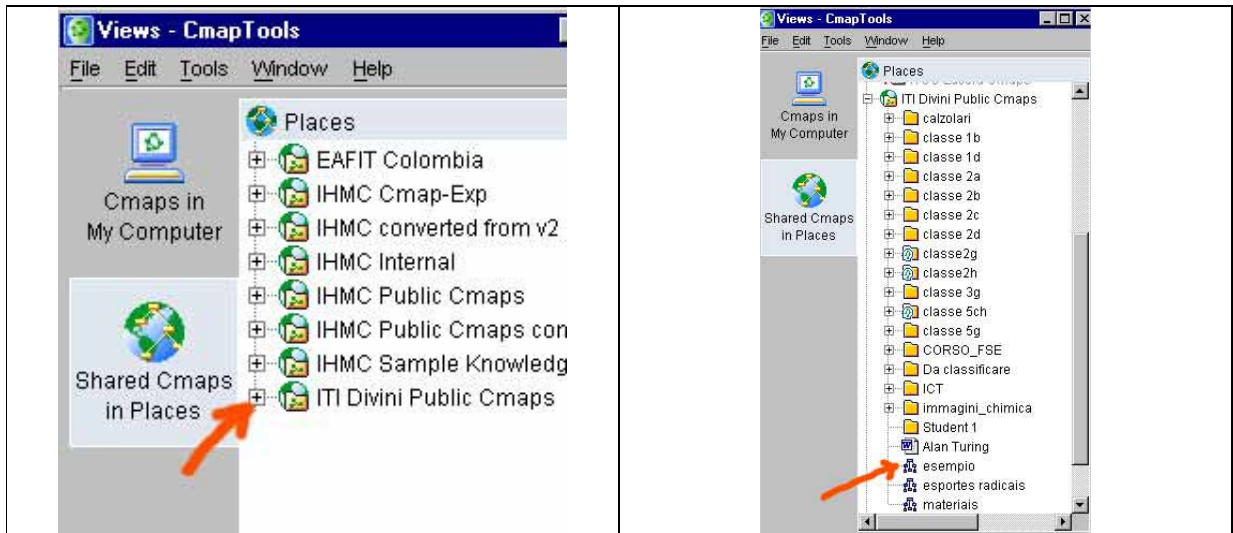 Views - CmapTools
File Edit Tools Window Help
Cmaps in
My Computer
Shared Cmaps
in Places
Places
EAFIT Colombia
IHMC Cmap-Exp
IHMC converted from v2
IHMC Internal
IHMC Public Cmaps
IHMC Public Cmaps con
IHMC Sample Knowledg
ITI Divini Public Cmaps
Views - CmapTools
File Edit Tools Window Help
Cmaps in
My Computer
Shared Cmaps
in Places
Places
ITI Divini Public Cmaps
calzolari
classe 1b
classe 1d
classe 2a
classe 2b
classe 2c
classe 2d
classe2g
classe2h
classe 3g
classe 5ch
classe 5g
CORSO_FSE
Da classificare
ICT
immagini_chimica
Student 1
Alan Turing
esempio
esportes radicais
materiais